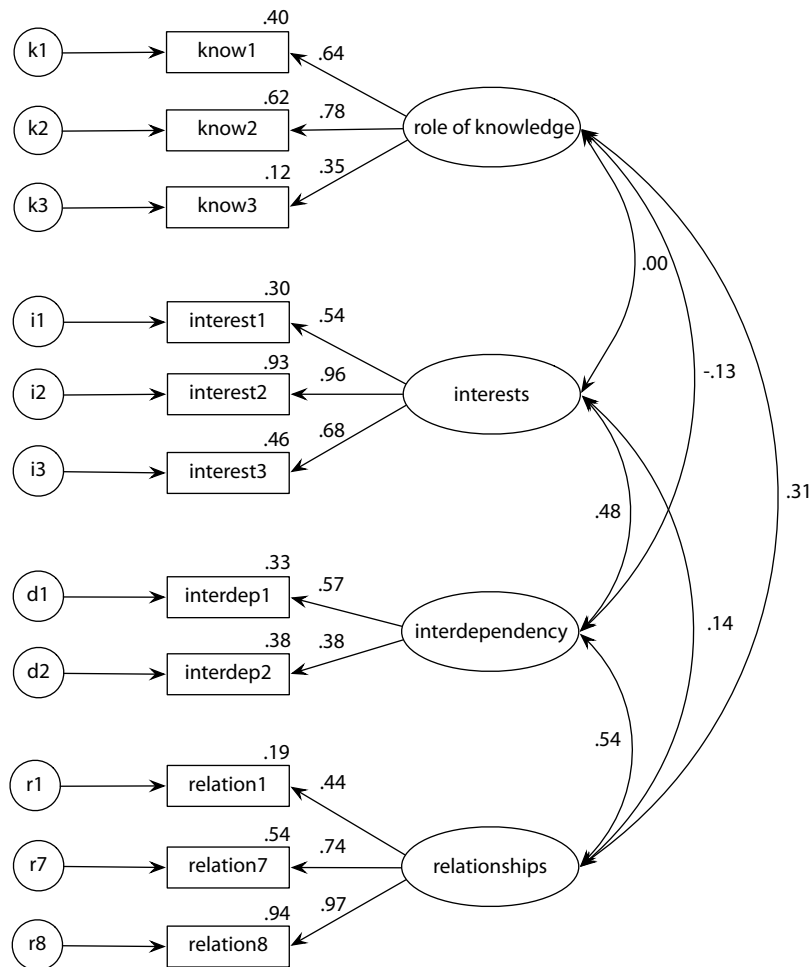 .40
k1
know1
.64
.62
k2
know2
.78
role of knowledge
.12
k3
know3
.35
.00
.30
i1
interest1
.54
-.13
.93
i2
interest2
.96
interests
.46
i3
interest3
.68
.31
.48
.33
d1
interdep1
.57
interdependency
.14
.38
d2
interdep2
.38
.54
.19
r1
relation1
.44
.54
r7
relation7
.74
relationships
.94
r8
relation8
.97